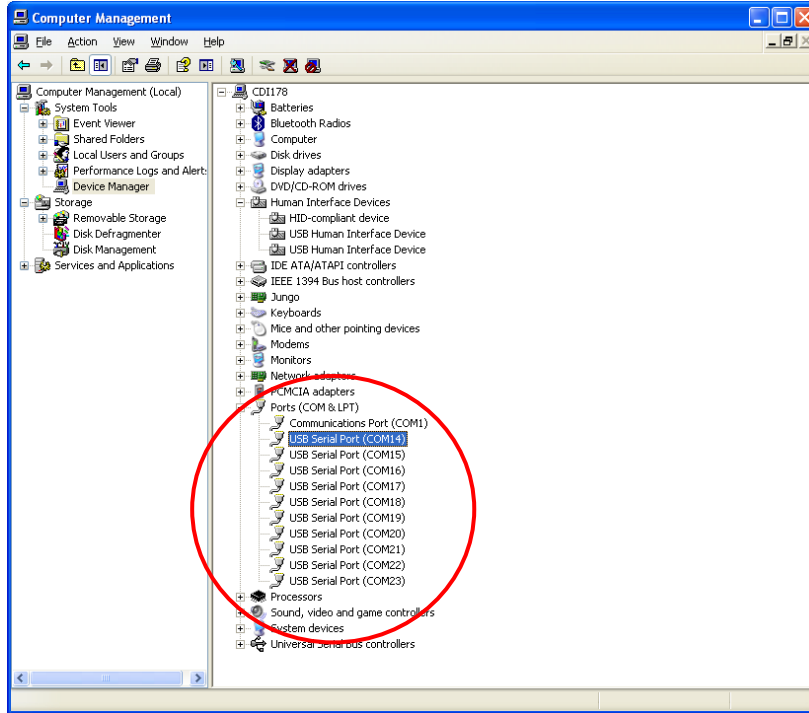 Computer Management
File Action View Window Help
Computer Management (Local)
System Tools
Event Viewer
Shared Folders
Local Users and Groups
Performance Logs and Alert:
Device Manager
Storage
Removable Storage
Disk Defragmenter
Disk Management
Services and Applications
CDI178
Batteries
Bluetooth Radios
Computer
Disk drives
Display adapters
DVD/CD-ROM drives
Human Interface Devices
HID-compliant device
USB Human Interface Device
USB Human Interface Device
IDE ATA/ATAPI controllers
IEEE 1394 Bus host controllers
Jungo
Keyboards
Mice and other pointing devices
Modems
Monitors
Network adapters
PCMCIA adapters
Ports (COM & LPT)
Communications Port (COM1)
USB Serial Port (COM14)
USB Serial Port (COM15)
USB Serial Port (COM16)
USB Serial Port (COM17)
USB Serial Port (COM18)
USB Serial Port (COM19)
USB Serial Port (COM20)
USB Serial Port (COM21)
USB Serial Port (COM22)
USB Serial Port (COM23)
Processors
Sound, video and game controllers
System devices
Universal Serial Bus controllers